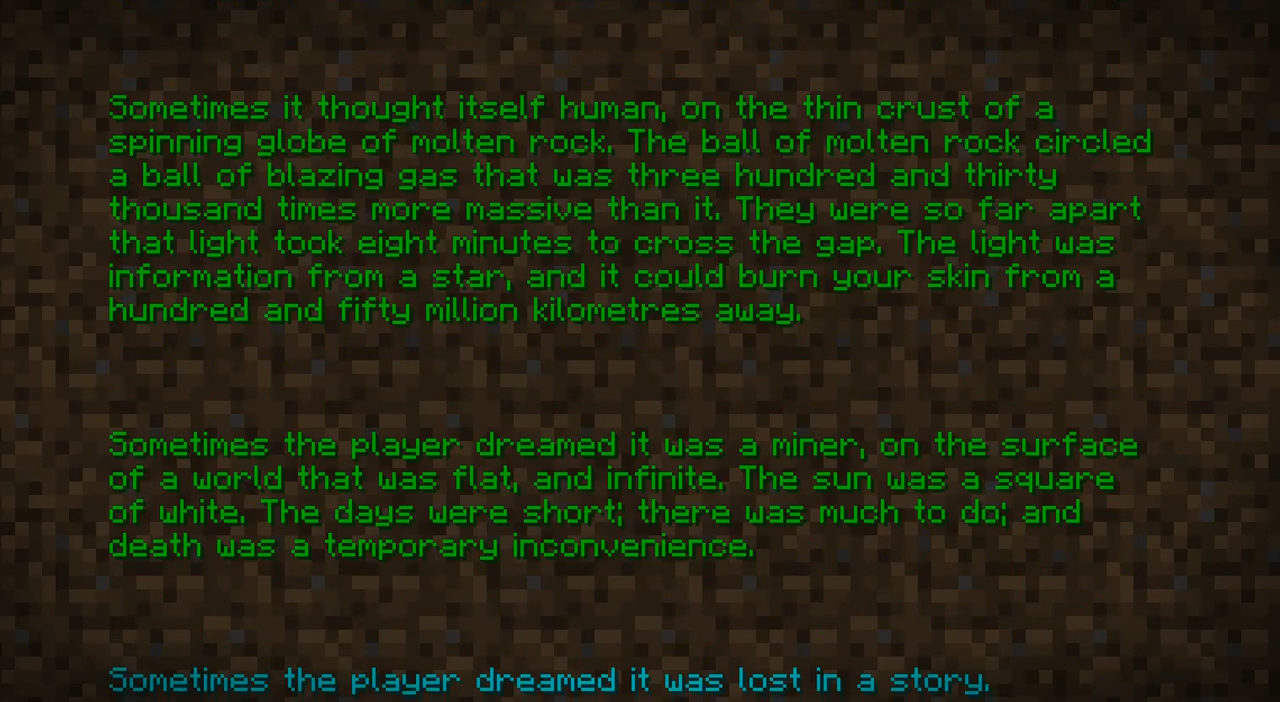 Sometimes it thought itself human, on the thin crust of a
spinning globe of molten rock. The ball of molten rock circled
a ball of blazing gas that was three hundred and thirty
thousand times more massive than it. They were so far apart
that light took eight minutes to cross the gap. The light was
information from a star, and it could burn your skin from a
hundred and fifty million kilometres away.
Sometimes the player dreamed it was a miner, on the surface
of a world that was flat, and infinite. The sun was a square
of white. The days were short; there was much to do; and
death was a temporary inconvenience.
Sometimes the player dreamed it was lost in a story.